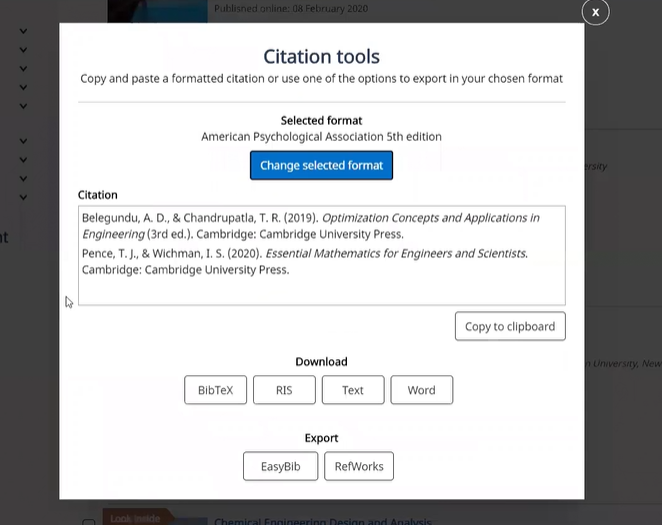 Published online: 08 February 2020
x
Citation tools
Copy and paste a formatted citation or use one of the options to export in your chosen format
Selected format
American Psychological Association 5th edition
Change selected format
Citation
Belegundu, A. D., & Chandrupatla, T. R. (2019). Optimization Concepts and Applications in
Engineering (3rd ed.). Cambridge: Cambridge University Press.
Pence, T. J., & Wichman, I. S. (2020). Essential Mathematics for Engineers and Scientists.
Cambridge: Cambridge University Press.
Copy to clipboard
Download
BibTeX RIS Text Word
Export
EasyBib RefWorks
ersity
nt
n University, New
Look Inside
Chemical Engineering Design and Analysis